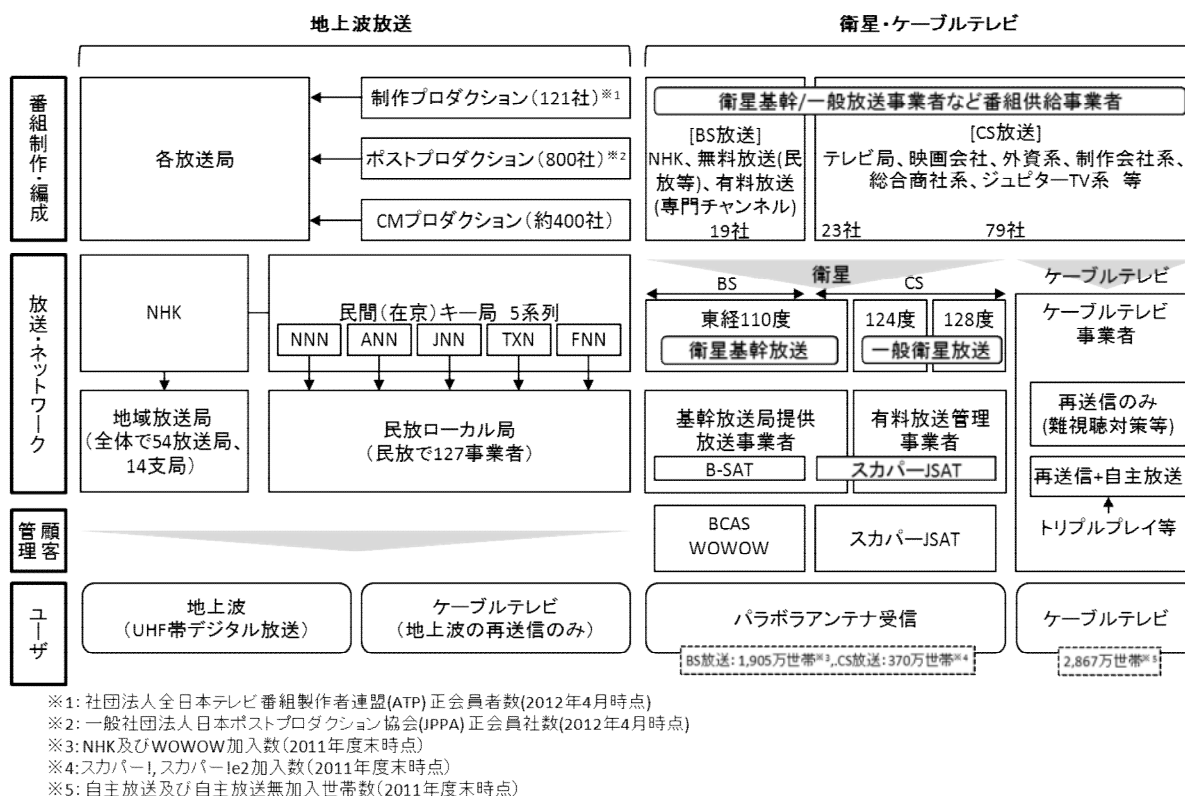 地上波放送
衛星・ケーブルテレビ
番組制作・編成
各放送局
制作プロダクション(121社)※1
ポストプロダクション(800社)※2
CMプロダクション(約400社)
衛星基幹/一般放送事業者など番組供給事業者
[BS放送]
NHK、無料放送(民
放等)、有料放送
(専門チャンネル)
19社
[CS放送]
テレビ局、映画会社、外資系、制作会社系、
総合商社系、ジュピターTV系 等
23社
79社
放送・ネットワーク
NHK
民間(在京)キー局 5系列
NNN
ANN
JNN
TXN
FNN
地域放送局
(全体で54放送局、
14支局)
民放ローカル局
(民放で127事業者)
衛星
BS
CS
東経110度
124度
128度
衛星基幹放送
一般衛星放送
基幹放送局提供
放送事業者
B-SAT
有料放送管理
事業者
スカパーJSAT
ケーブルテレビ
ケーブルテレビ
事業者
再送信のみ
(難視聴対策等)
再送信+自主放送
トリプルプレイ等
顧客管理
BCAS
WOWOW
スカパーJSAT
ユーザ
地上波
(UHF帯デジタル放送)
ケーブルテレビ
(地上波の再送信のみ)
パラボラアンテナ受信
BS放送:1,905万世帯※3,.CS放送:370万世帯※4
ケーブルテレビ
2,867万世帯※5
※1:社団法人全日本テレビ番組製作者連盟(ATP)正会員者数(2012年4月時点)
※2:一般社団法人日本ポストプロダクション協会(JPPA)正会員社数(2012年4月時点)
※3:NHK及びWOWOW加入数(2011年度末時点)
※4:スカパー!,スカパー!e2加入数(2011年度末時点)
※5:自主放送及び自主放送無加入世帯数(2011年度末時点)